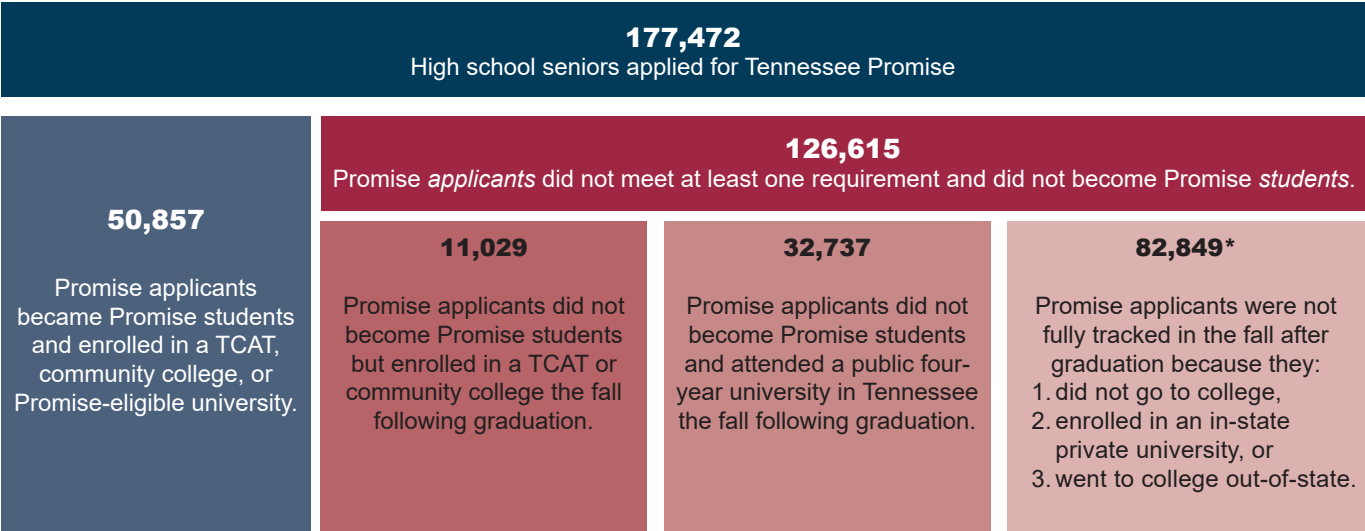 177,472
High school seniors applied for Tennessee Promise
50,857
Promise applicants
became Promise students
and enrolled in a TCAT,
community college, or
Promise-eligible university.
126,615
Promise applicants did not meet at least one requirement and did not become Promise students.
11,029
Promise applicants did not
become Promise students
but enrolled in a TCAT or
community college the fall
following graduation.
32,737
Promise applicants did not
become Promise students
and attended a public four-
year university in Tennessee
the fall following graduation.
82,849*
Promise applicants were not
fully tracked in the fall after
graduation because they:
1. did not go to college,
2. enrolled in an in-state
private university, or
3. went to college out-of-state.